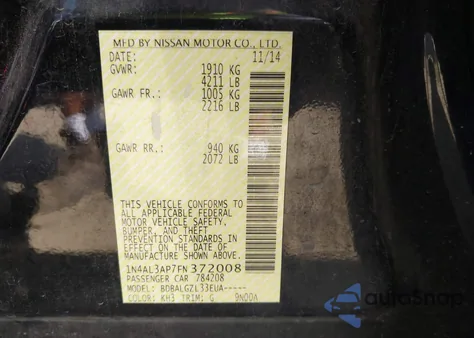 MFD BY NISSAN MOTOR CO., LTD.
DATE: 11/14
GVWR: 1910 KG
4211 LB
GAWR FR.: 1005 KG
2216 LB
GAWR RR.: 940 KG
2072 LB
THIS VEHICLE CONFORMS TO
ALL APPLICABLE FEDERAL
MOTOR VEHICLE SAFETY,
BUMPER, AND THEFT
PREVENTION STANDARDS IN
EFFECT ON THE DATE OF
MANUFACTURE SHOWN ABOVE.
1N4AL3AP7FN372008
PASSENGER CAR 784208
MODEL: BDBALGZL33EUA-----
COLOR: KH3 TRIM: G 9N00A
autoSnap